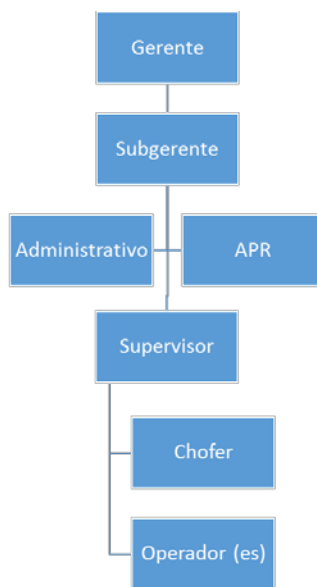 Gerente
Subgerente
Administrativo
APR
Supervisor
Chofer
Operador (es)